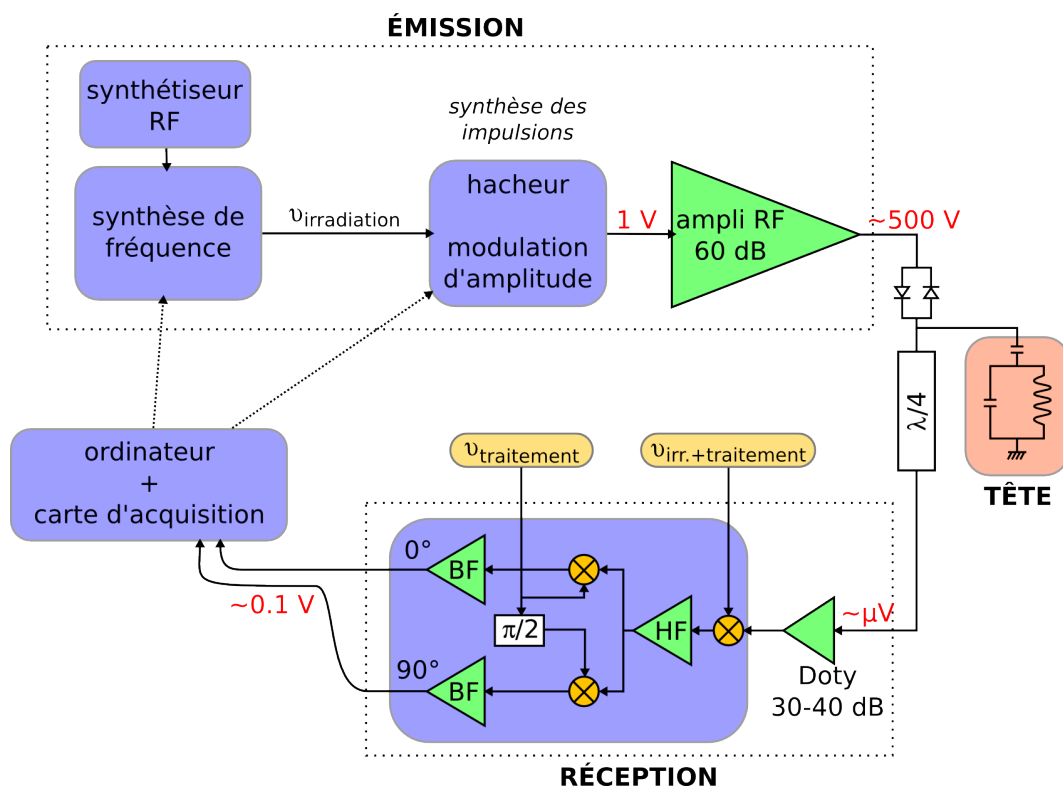 ÉMISSION
synthétiseur
RF
synthèse des
impulsions
synthèse de
fréquence
υirradiation
hacheur
modulation
d'amplitude
1 V
ampli RF
60 dB
~500 V
λ/4
TÊTE
ordinateur
+
carte d'acquisition
υtraitement
υirr.+traitement
0°
BF
π/2
HF
~µV
~0.1 V
90°
BF
Doty
30-40 dB
RÉCEPTION